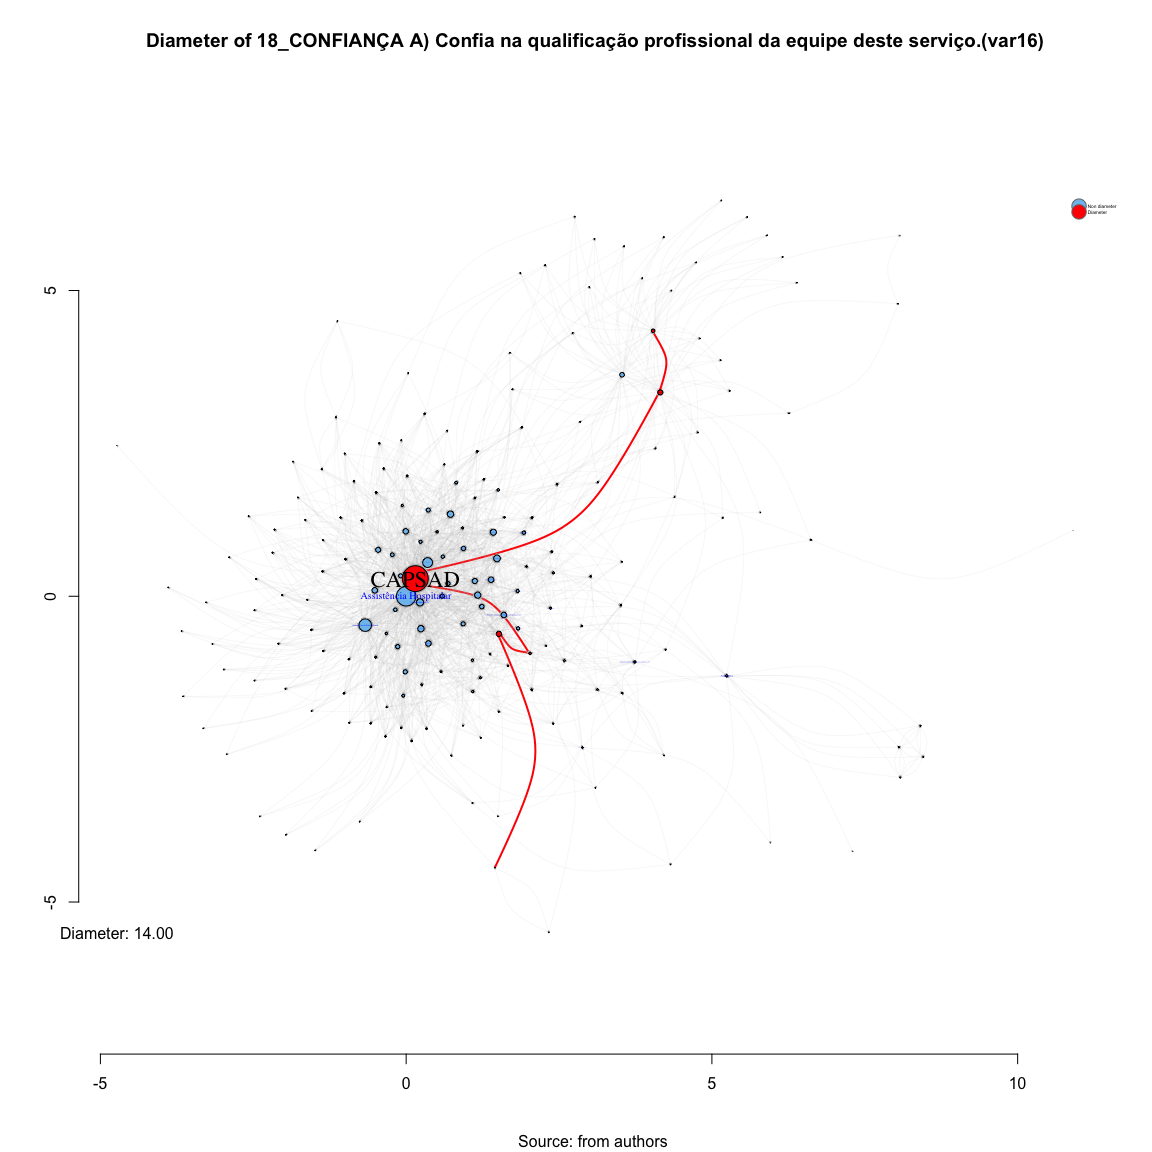 Diameter of 18_CONFIANÇA A) Confia na qualificação profissional da equipe deste serviço.(var16)
Non diameter
Diameter
5
0
-5
CAPSAD
Assistência Hospitalar
Diameter: 14.00
-5 0 5 10
Source: from authors